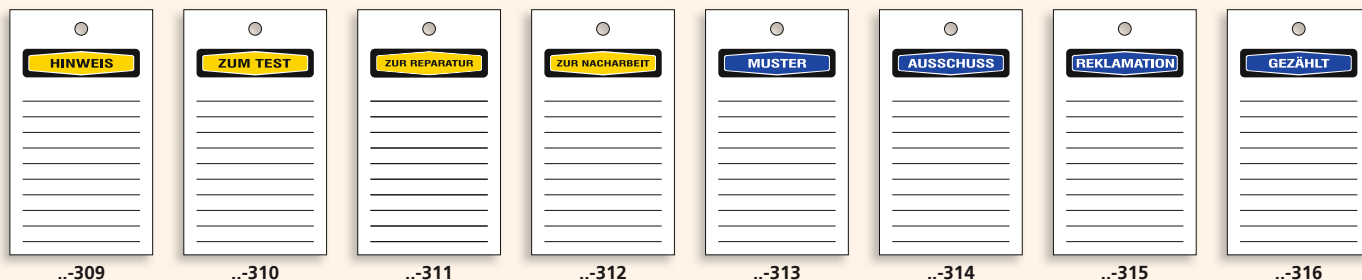 HINWEIS
ZUM TEST
ZUR REPARATUR
ZUR NACHARBEIT
MUSTER
AUSSCHUSS
REKLAMATION
GEZÄHLT
..-309
..-310
..-311
..-312
..-313
..-314
..-315
..-316